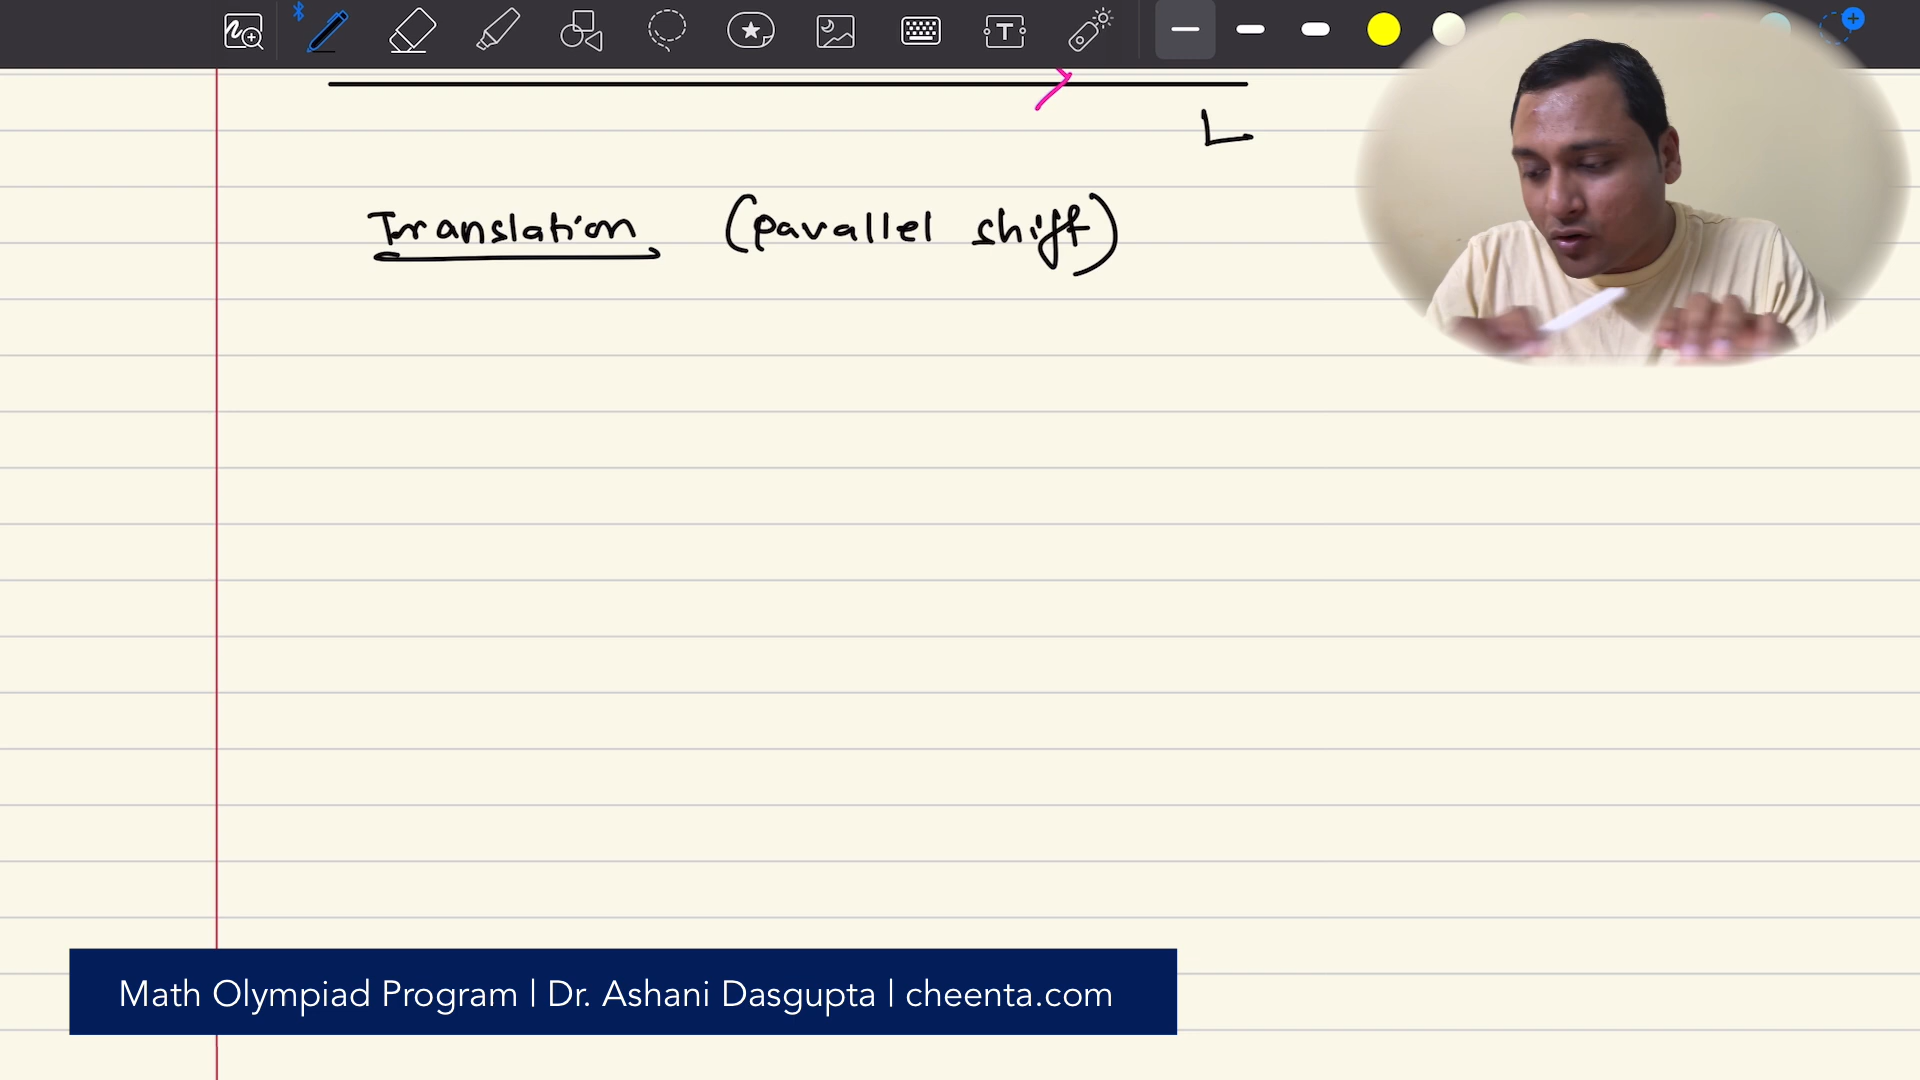 L
Translation (parallel shift)
Math Olympiad Program | Dr. Ashani Dasgupta | cheenta.com